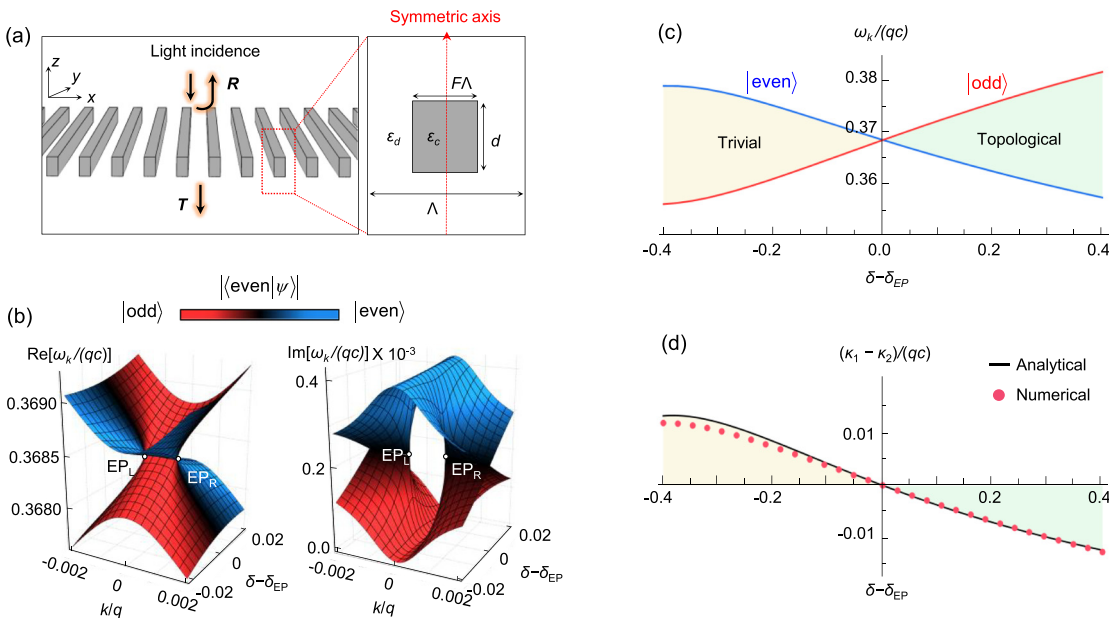 (a)
Light incidence
z
y
x
R
T
Symmetric axis
FΛ
ε_d
ε_c
d
Λ
(b)
|⟨even|ψ⟩|
|odd⟩
|even⟩
Re[ω_k/(qc)]
0.3690
0.3685
0.3680
EP_L
EP_R
-0.002
0
0.002
k/q
0.02
0
-0.02
δ−δ_EP
Im[ω_k/(qc)] X 10⁻³
0.4
0.2
0.0
EP_L
EP_R
-0.002
0
0.002
k/q
0.02
0
-0.02
δ−δ_EP
(c)
ω_k/(qc)
|even⟩
|odd⟩
0.38
0.37
0.36
Trivial
Topological
-0.4
-0.2
0.0
0.2
0.4
δ−δ_EP
(d)
(κ₁ − κ₂)/(qc)
Analytical
Numerical
0.01
-0.01
-0.4
-0.2
0.0
0.2
0.4
δ−δ_EP